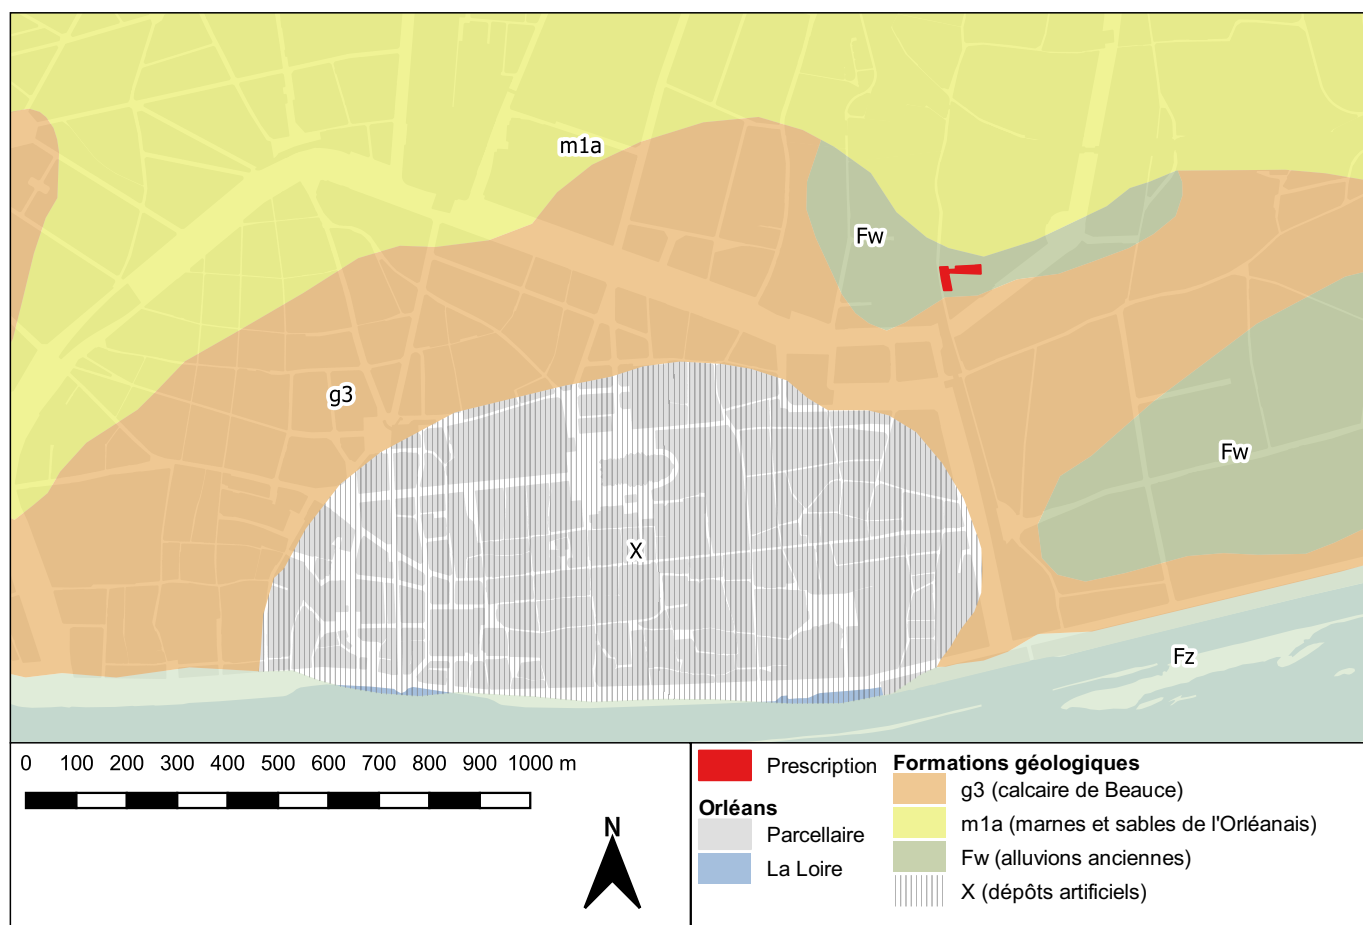 m1a
Fw
g3
Fw
X
Fz
0 100 200 300 400 500 600 700 800 900 1000 m
N
Prescription
Orléans
Parcellaire
La Loire
Formations géologiques
g3 (calcaire de Beauce)
m1a (marnes et sables de l'Orléanais)
Fw (alluvions anciennes)
X (dépôts artificiels)